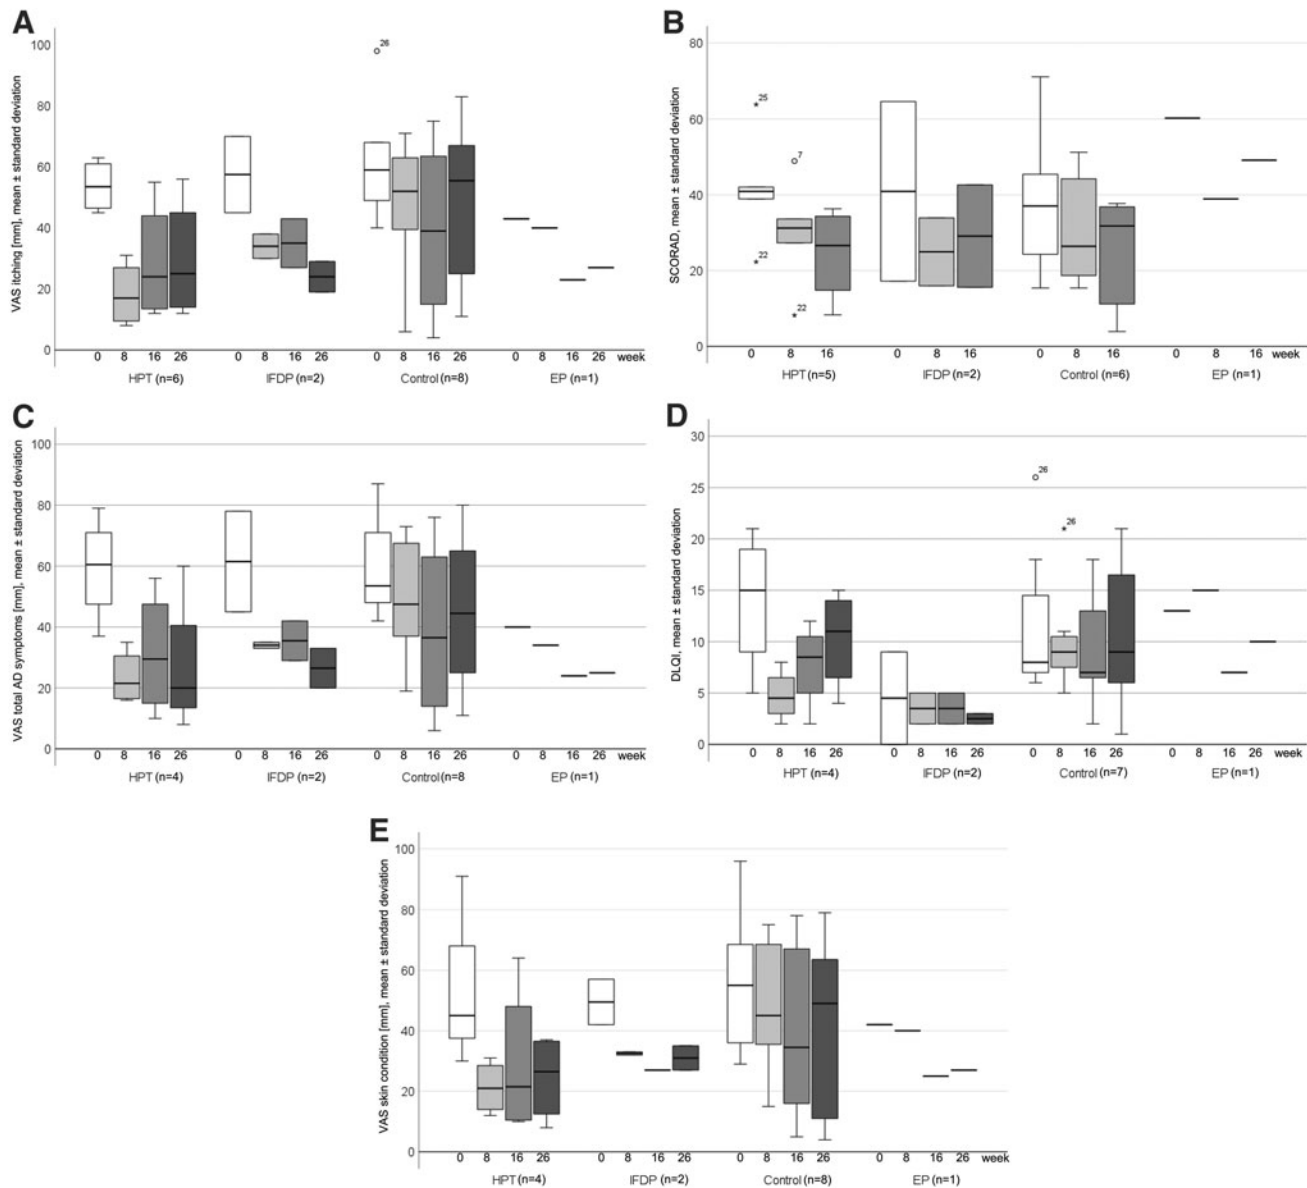 A
VAS itching [mm], mean ± standard deviation
100
80
60
40
20
0
26
0 8 16 26 0 8 16 26 0 8 16 26 0 8 16 26 week
HPT (n=6) IFDP (n=2) Control (n=8) EP (n=1)
B
SCORAD, mean ± standard deviation
80
60
40
20
0
25
22
7
22
0 8 16 0 8 16 0 8 16 0 8 16 week
HPT (n=5) IFDP (n=2) Control (n=6) EP (n=1)
C
VAS total AD symptoms [mm], mean ± standard deviation
100
80
60
40
20
0
0 8 16 26 0 8 16 26 0 8 16 26 0 8 16 26 week
HPT (n=4) IFDP (n=2) Control (n=8 EP (n=1)
D
DLQI, mean ± standard deviation
30
25
20
15
10
5
0
26
26
0 8 16 26 0 8 16 26 0 8 16 26 0 8 16 26 week
HPT (n=4) IFDP (n=2) Control (n=7) EP (n=1)
E
VAS skin condition [mm], mean ± standard deviation
100
80
60
40
20
0
0 8 16 26 0 8 16 26 0 8 16 26 0 8 16 26 week
HPT (n=4) IFDP (n=2) Control (n=8) EP (n=1)